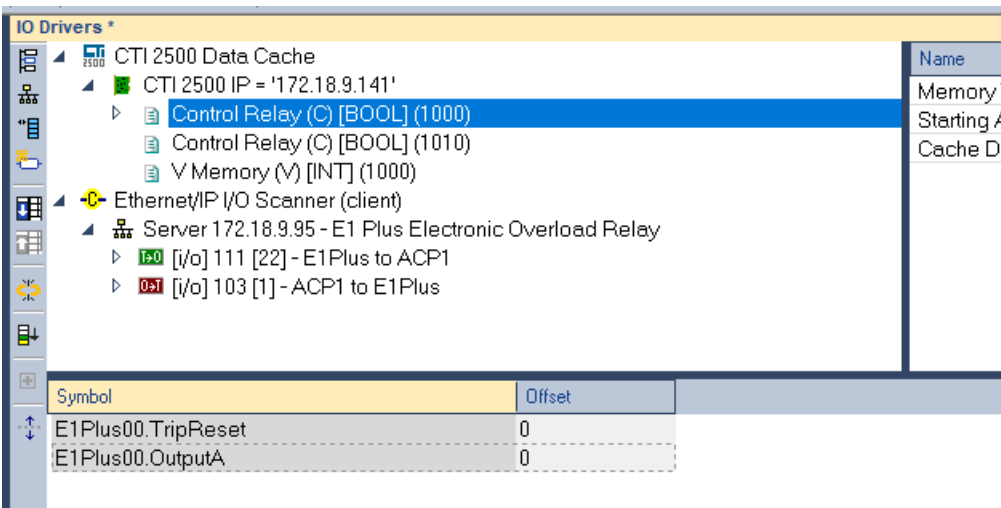 IO Drivers *
CTI 2500 Data Cache
CTI 2500 IP = '172.18.9.141'
Control Relay (C) [BOOL] (1000)
Control Relay (C) [BOOL] (1010)
V Memory (V) [INT] (1000)
Ethernet/IP I/O Scanner (client)
Server 172.18.9.95 - E1 Plus Electronic Overload Relay
T→O [i/o] 111 [22] - E1Plus to ACP1
O→T [i/o] 103 [1] - ACP1 to E1Plus
Name
Memory
Starting A
Cache D
Symbol Offset
E1Plus00.TripReset 0
E1Plus00.OutputA 0